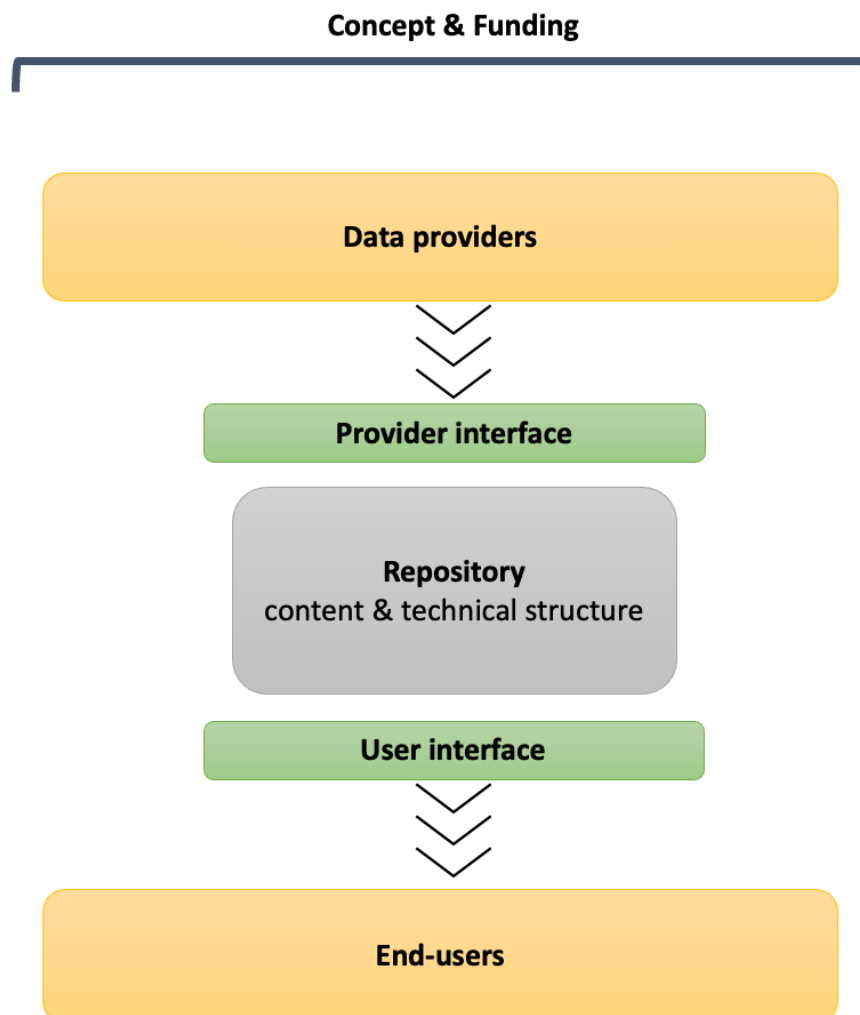 Concept & Funding
Data providers
Provider interface
Repository
content & technical structure
User interface
End-users